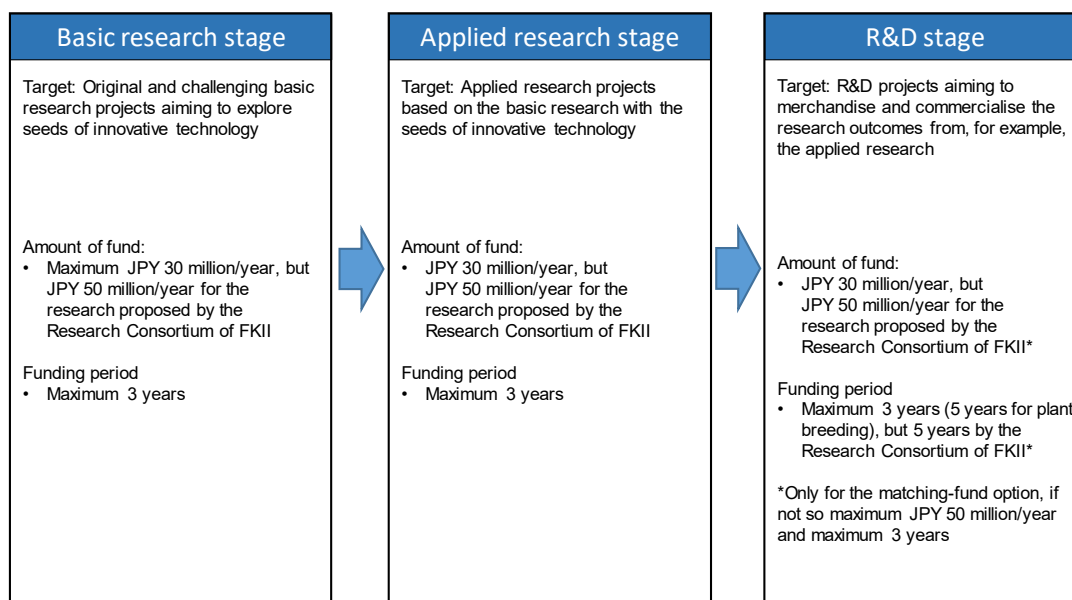 Basic research stage
Target: Original and challenging basic
research projects aiming to explore
seeds of innovative technology
Amount of fund:
• Maximum JPY 30 million/year, but
JPY 50 million/year for the
research proposed by the
Research Consortium of FKII
Funding period
• Maximum 3 years
Applied research stage
Target: Applied research projects
based on the basic research with the
seeds of innovative technology
Amount of fund:
• JPY 30 million/year, but
JPY 50 million/year for the
research proposed by the
Research Consortium of FKII
Funding period
• Maximum 3 years
R&D stage
Target: R&D projects aiming to
merchandise and commercialise the
research outcomes from, for example,
the applied research
Amount of fund:
• JPY 30 million/year, but
JPY 50 million/year for the
research proposed by the
Research Consortium of FKII*
Funding period
• Maximum 3 years (5 years for plant
breeding), but 5 years by the
Research Consortium of FKII*
*Only for the matching-fund option, if
not so maximum JPY 50 million/year
and maximum 3 years